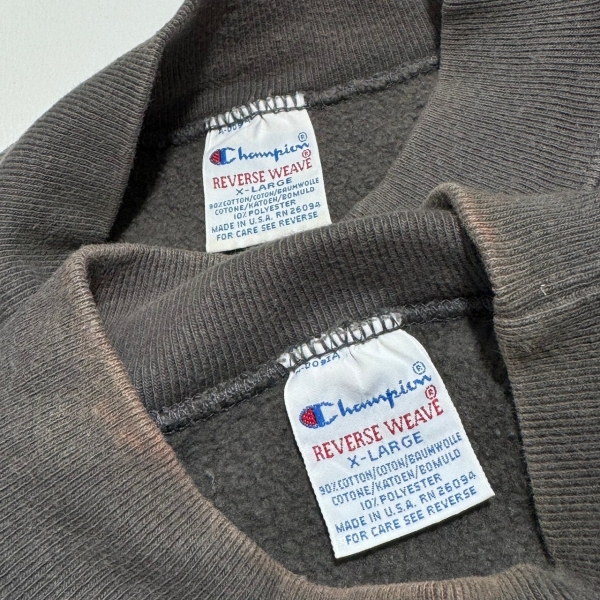 Champion®
®
REVERSE WEAVE
X-LARGE
90%COTTON/COTON/BAUMWOLLE
COTONE/KATOEN/BOMULD
10% POLYESTER
MADE IN U.S.A. RN 26094
FOR CARE SEE REVERSE
Champion®
®
REVERSE WEAVE
X-LARGE
90%COTTON/COTON/BAUMWOLLE
COTONE/KATOEN/BOMULD
10% POLYESTER
MADE IN U.S.A. RN 26094
FOR CARE SEE REVERSE